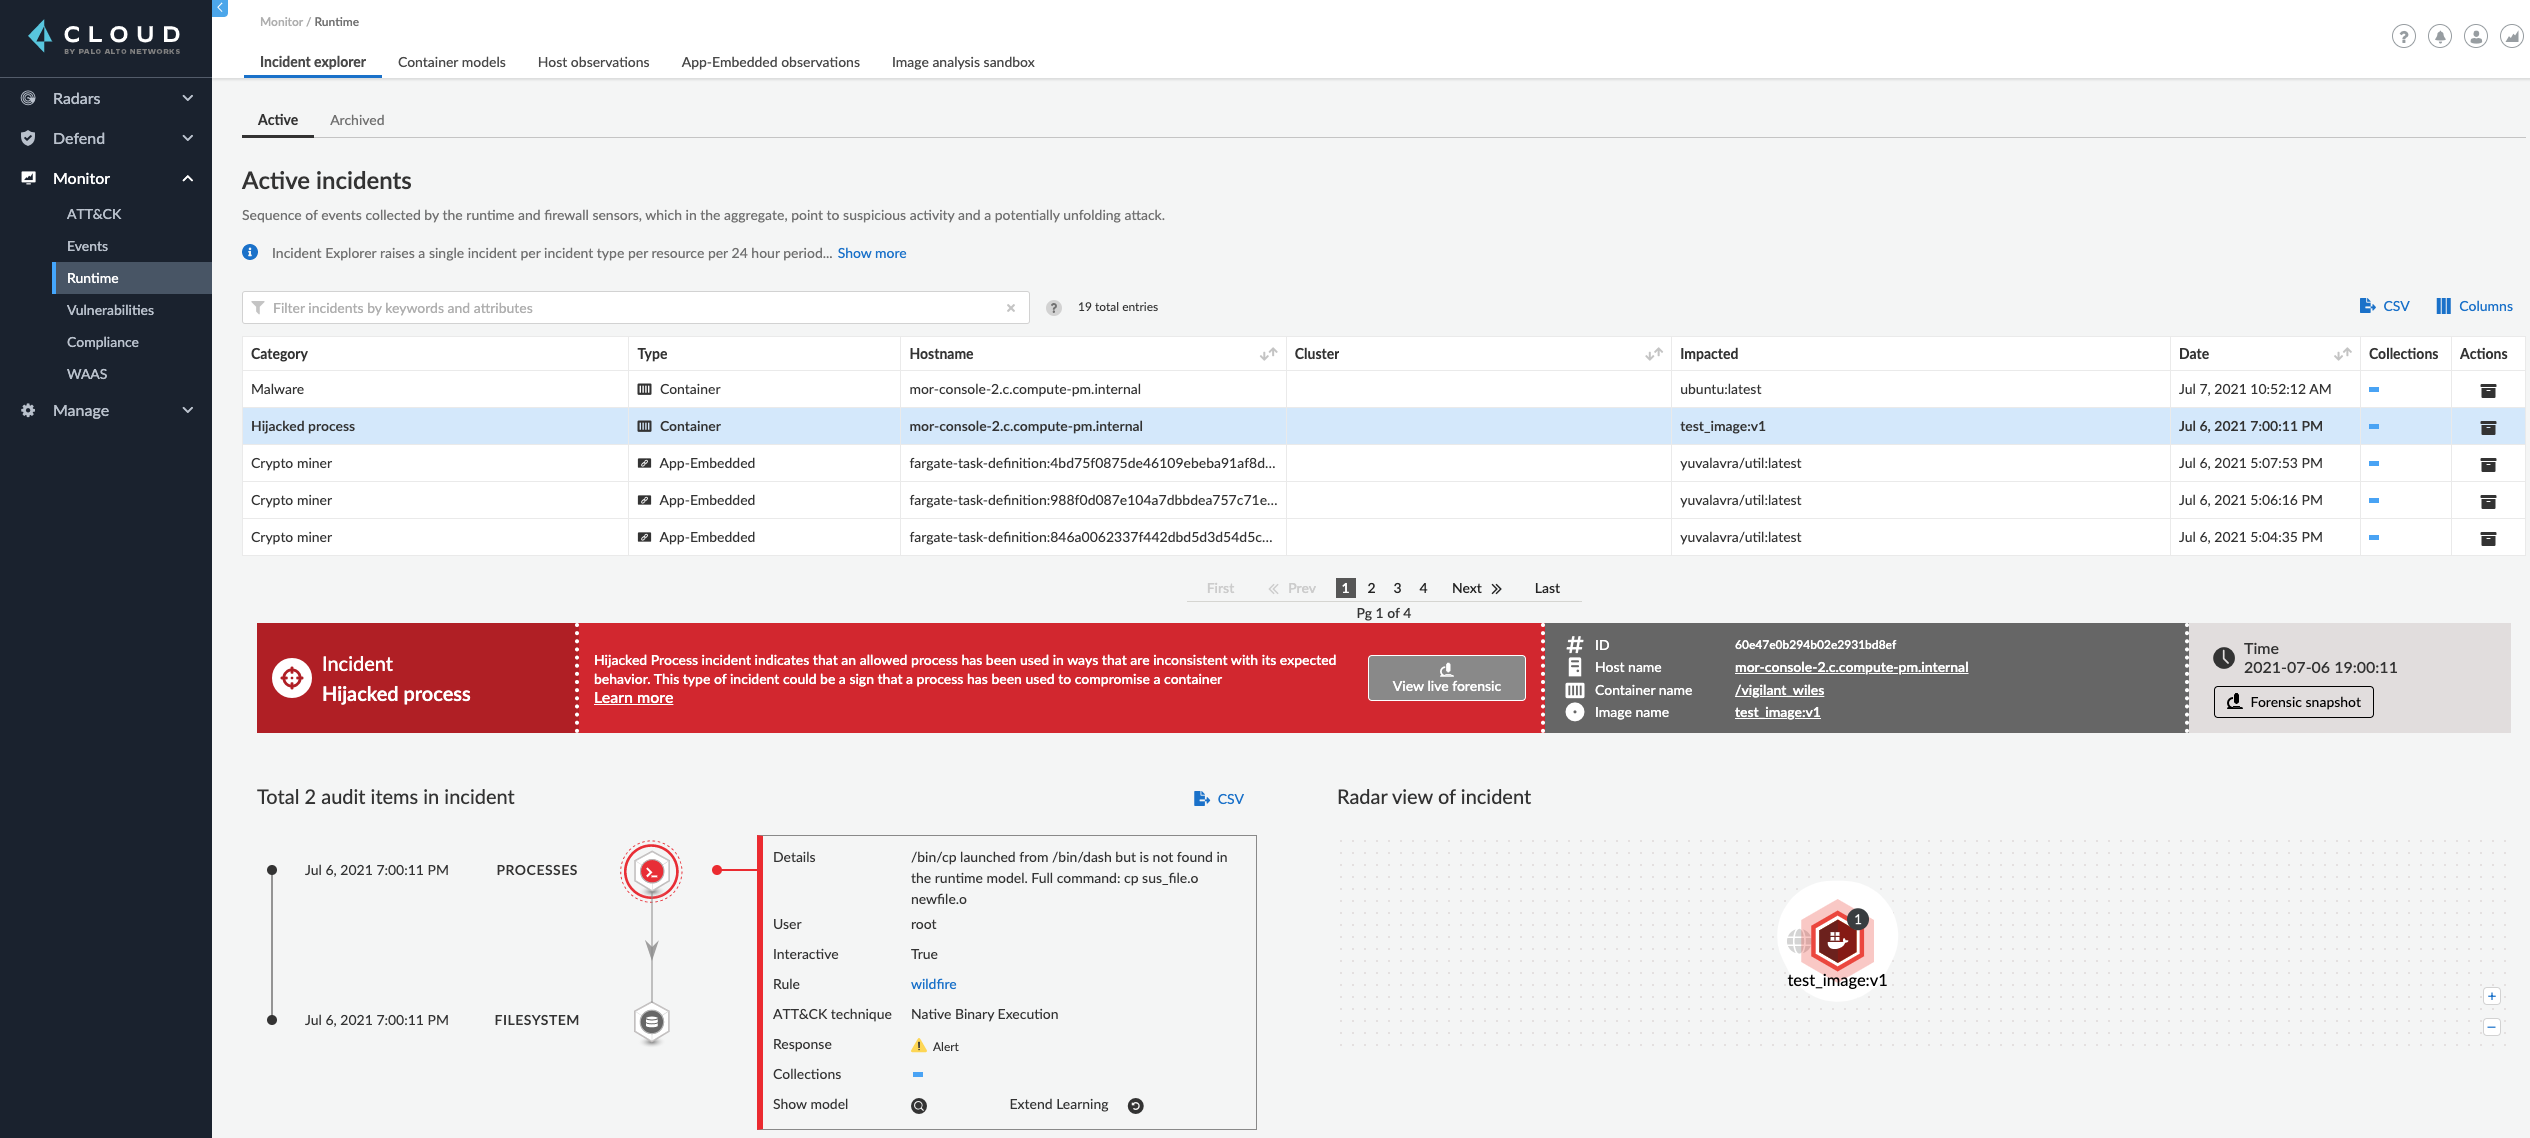 CLOUD
BY PALO ALTO NETWORKS
Radars
Defend
Monitor
ATT&CK
Events
Runtime
Vulnerabilities
Compliance
WAAS
Manage
Monitor / Runtime
Incident explorer Container models Host observations App-Embedded observations Image analysis sandbox
Active Archived
Active incidents
Sequence of events collected by the runtime and firewall sensors, which in the aggregate, point to suspicious activity and a potentially unfolding attack.
Incident Explorer raises a single incident per incident type per resource per 24 hour period... Show more
Filter incidents by keywords and attributes × ? 19 total entries CSV Columns
Category Type Hostname Cluster Impacted Date Collections Actions
Malware Container mor-console-2.c.compute-pm.internal ubuntu:latest Jul 7, 2021 10:52:12 AM
Hijacked process Container mor-console-2.c.compute-pm.internal test_image:v1 Jul 6, 2021 7:00:11 PM
Crypto miner App-Embedded fargate-task-definition:4bd75f0875de46109ebeba91af8d... yuvalavra/util:latest Jul 6, 2021 5:07:53 PM
Crypto miner App-Embedded fargate-task-definition:988f0d087e104a7dbbdea757c71e... yuvalavra/util:latest Jul 6, 2021 5:06:16 PM
Crypto miner App-Embedded fargate-task-definition:846a0062337f442dbd5d3d54d5c... yuvalavra/util:latest Jul 6, 2021 5:04:35 PM
First « Prev 1 2 3 4 Next » Last
Pg 1 of 4
Incident
Hijacked process
Hijacked Process incident indicates that an allowed process has been used in ways that are inconsistent with its expected
behavior. This type of incident could be a sign that a process has been used to compromise a container
Learn more
View live forensic
# ID 60e47e0b294b02e2931bd8ef
Host name mor-console-2.c.compute-pm.internal
Container name /vigilant_wiles
Image name test_image:v1
Time
2021-07-06 19:00:11
Forensic snapshot
Total 2 audit items in incident CSV
Jul 6, 2021 7:00:11 PM PROCESSES
Jul 6, 2021 7:00:11 PM FILESYSTEM
Details /bin/cp launched from /bin/dash but is not found in
the runtime model. Full command: cp sus_file.o
newfile.o
User root
Interactive True
Rule wildfire
ATT&CK technique Native Binary Execution
Response Alert
Collections
Show model Extend Learning
Radar view of incident
1
test_image:v1
+
−